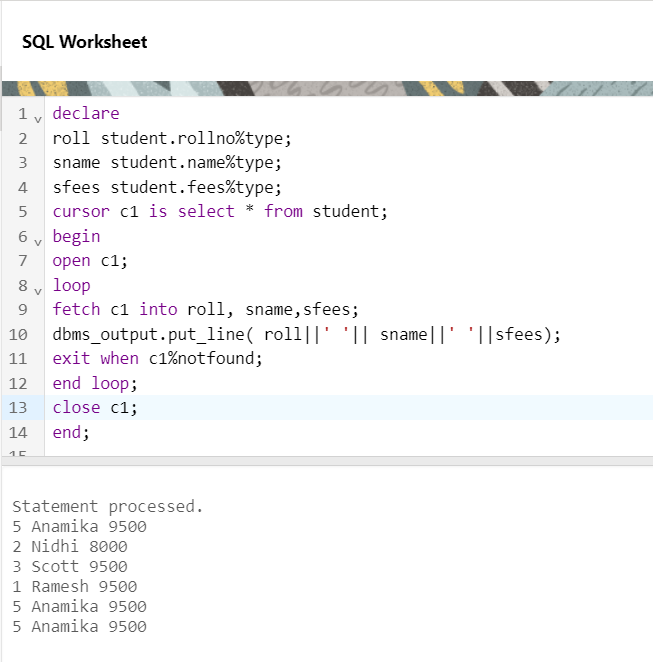 SQL Worksheet
1 declare
2 roll student.rollno%type;
3 sname student.name%type;
4 sfees student.fees%type;
5 cursor c1 is select * from student;
6 begin
7 open c1;
8 loop
9 fetch c1 into roll, sname,sfees;
10 dbms_output.put_line( roll||' '|| sname||' '||sfees);
11 exit when c1%notfound;
12 end loop;
13 close c1;
14 end;
15
Statement processed.
5 Anamika 9500
2 Nidhi 8000
3 Scott 9500
1 Ramesh 9500
5 Anamika 9500
5 Anamika 9500